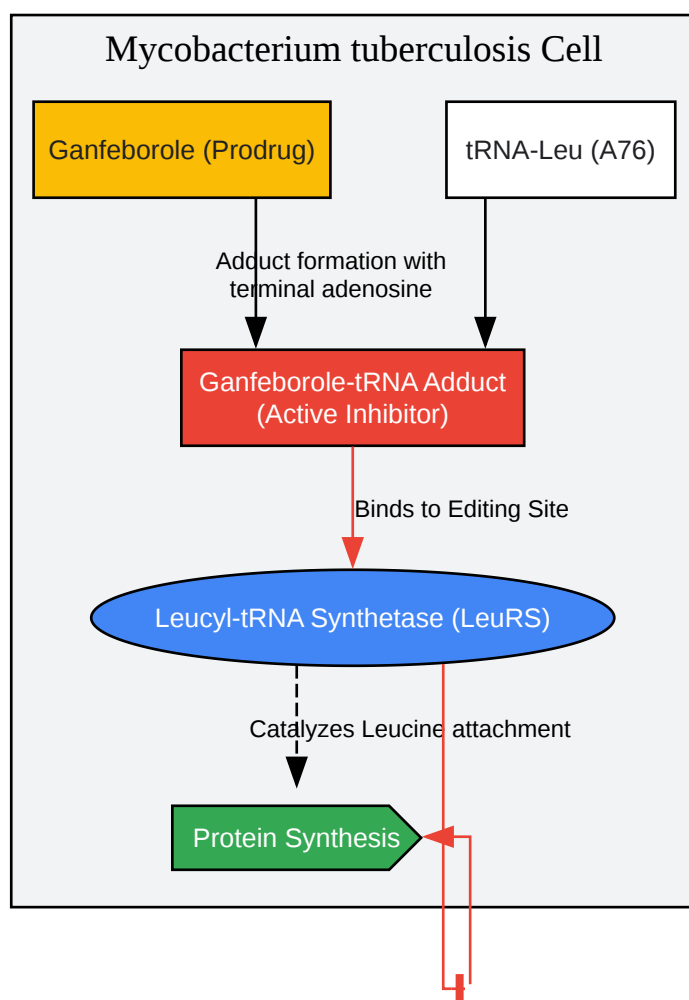 Mycobacterium tuberculosis Cell
Ganfeborole (Prodrug)
tRNA-Leu (A76)
Adduct formation with
terminal adenosine
Ganfeborole-tRNA Adduct
(Active Inhibitor)
Binds to Editing Site
Leucyl-tRNA Synthetase (LeuRS)
Catalyzes Leucine attachment
Protein Synthesis